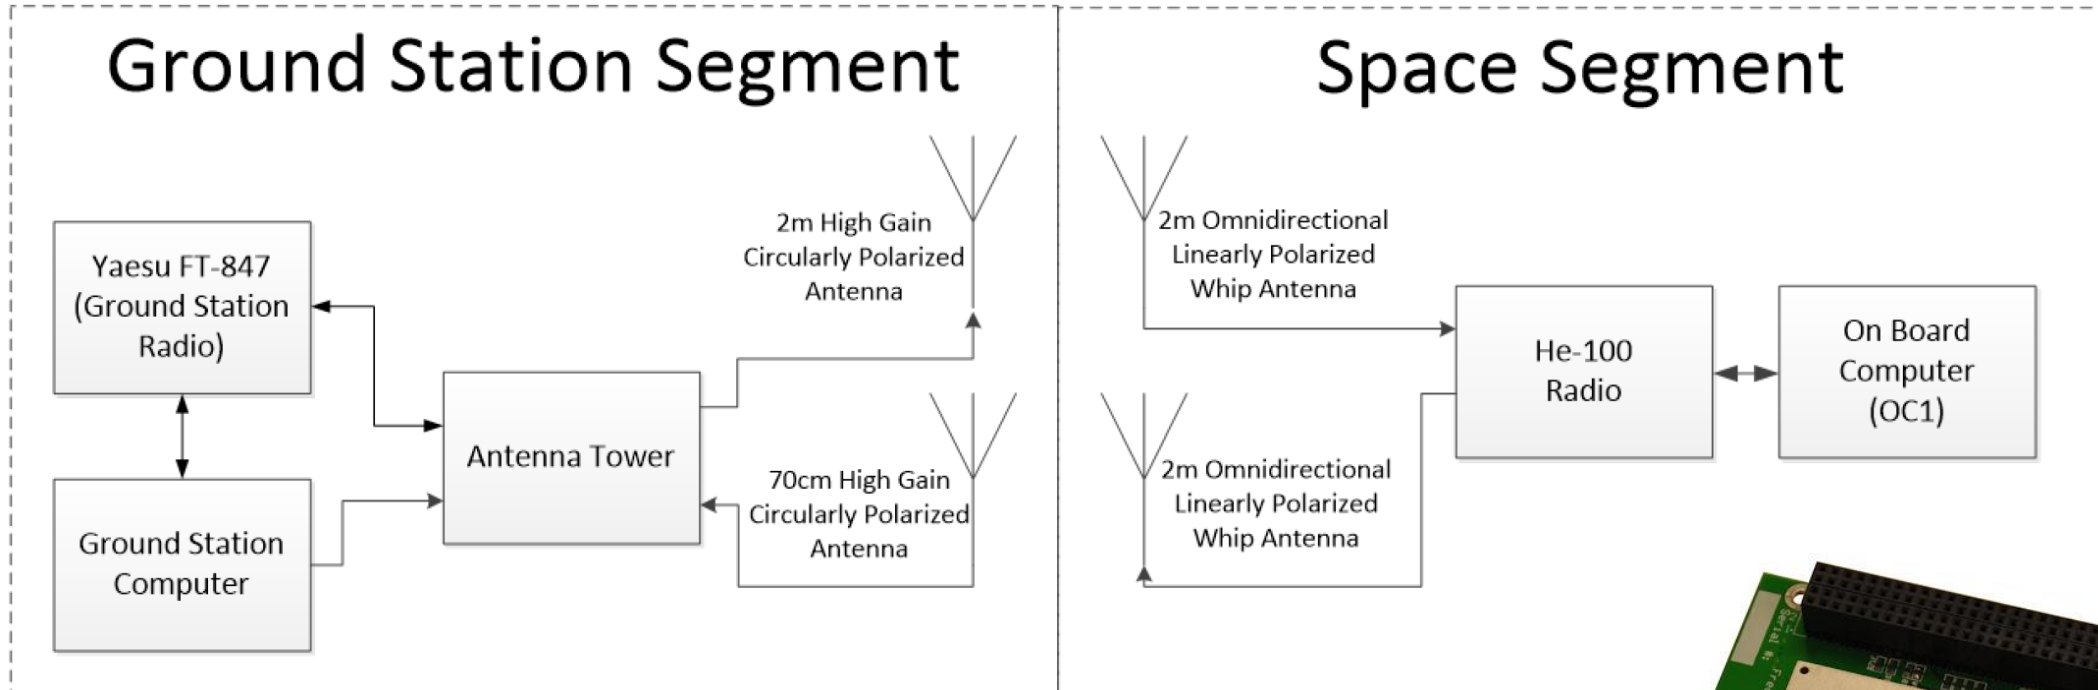 Ground Station Segment
Space Segment
2m High Gain
Circularly Polarized
Antenna
2m Omnidirectional
Linearly Polarized
Whip Antenna
Yaesu FT-847
(Ground Station
Radio)
He-100
Radio
On Board
Computer
(OC1)
Antenna Tower
70cm High Gain
Circularly Polarized
Antenna
2m Omnidirectional
Linearly Polarized
Whip Antenna
Ground Station
Computer
Serial #: